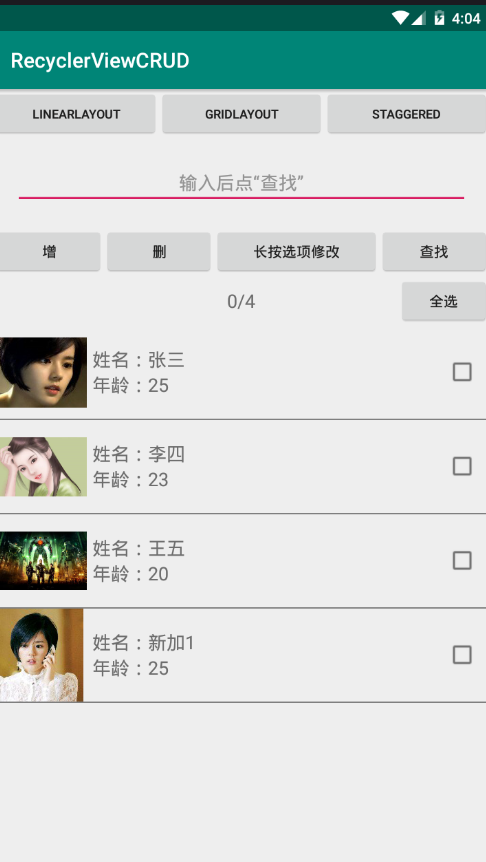 4:04
RecyclerViewCRUD
LINEARLAYOUT GRIDLAYOUT STAGGERED
输入后点“查找”
增 删 长按选项修改 查找
0/4 全选
姓名：张三
年龄：25
姓名：李四
年龄：23
姓名：王五
年龄：20
姓名：新加1
年龄：25